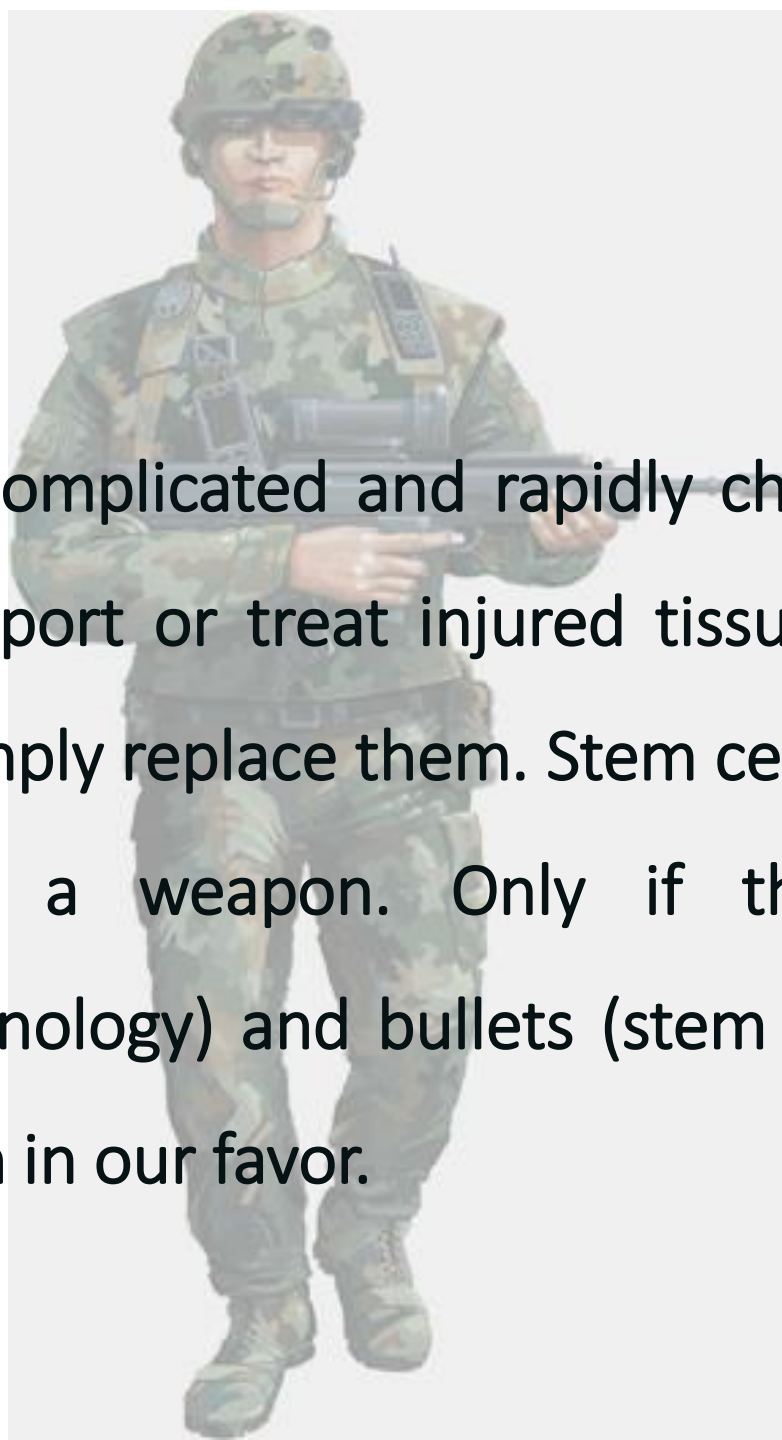 omplicated and rapidly ch
port or treat injured tissu
mply replace them. Stem ce
a weapon. Only if th
nology) and bullets (stem
in our favor.